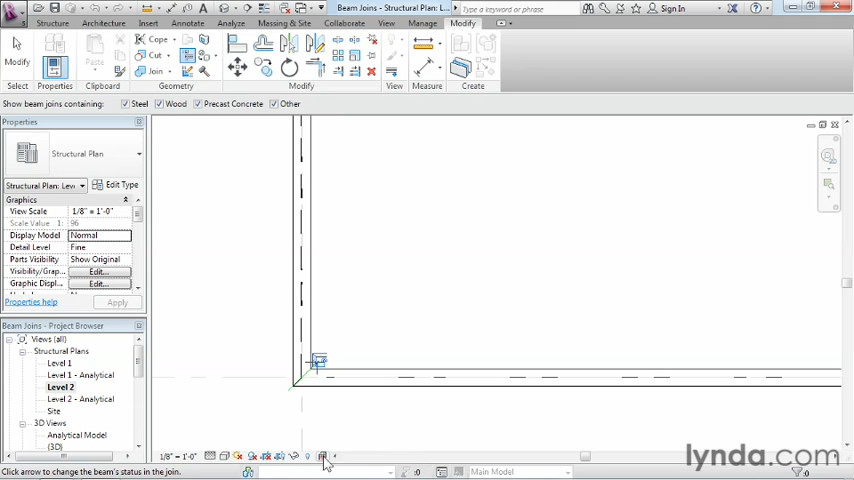 Beam Joins - Structural Plan: L...
Type a keyword or phrase
Sign In
Structure Architecture Insert Annotate Analyze Massing & Site Collaborate View Manage Modify
Modify
Properties
Paste
Cope
Cut
Join
Select Properties Clipboard Geometry Modify View Measure Create
Show beam joins containing: Steel Wood Precast Concrete Other
Properties
Structural Plan
Structural Plan: Lev Edit Type
Graphics
View Scale 1/8" = 1'-0"
Scale Value 1: 96
Display Model Normal
Detail Level Fine
Parts Visibility Show Original
Visibility/Grap... Edit...
Graphic Displ... Edit...
Properties help Apply
Beam Joins - Project Browser
Views (all)
Structural Plans
Level 1
Level 1 - Analytical
Level 2
Level 2 - Analytical
Site
3D Views
Analytical Model
{3D}
1/8" = 1'-0"
Click arrow to change the beam's status in the join.
:0
Main Model
:0
lynda.com